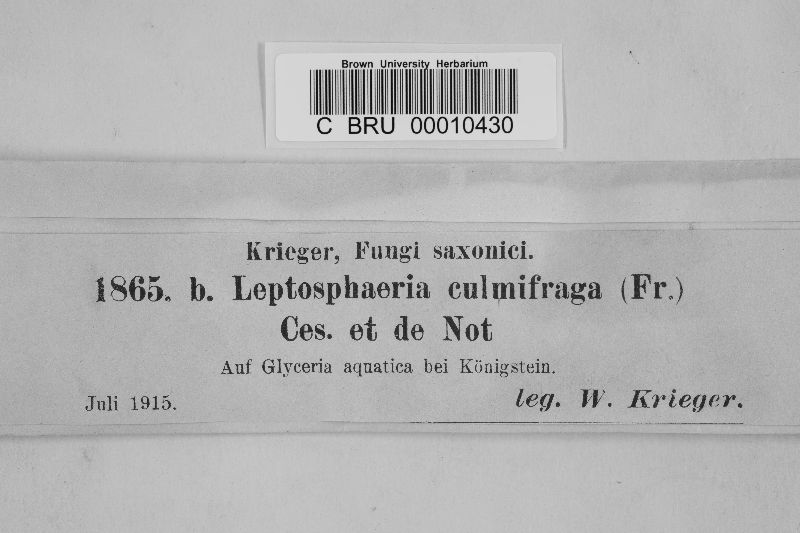 Brown University Herbarium
C BRU 00010430
Krieger, Fungi saxonici.
1865. b. Leptosphaeria culmifraga (Fr.)
Ces. et de Not
Auf Glyceria aquatica bei Königstein.
Juli 1915. leg. W. Krieger.